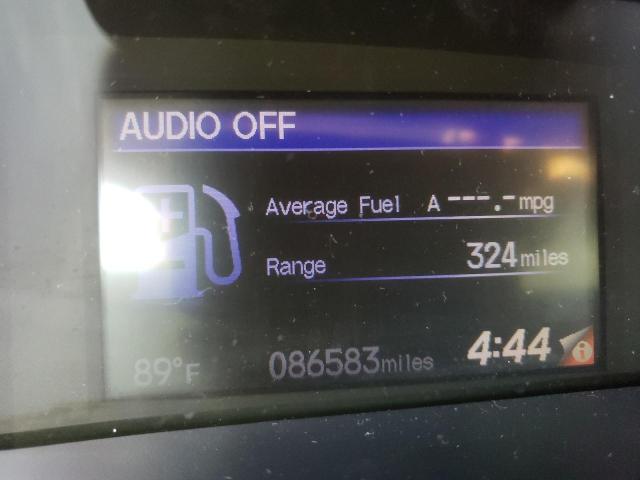 AUDIO OFF
Average Fuel A ---.- mpg
Range 324 miles
89°F 086583 miles 4:44 i